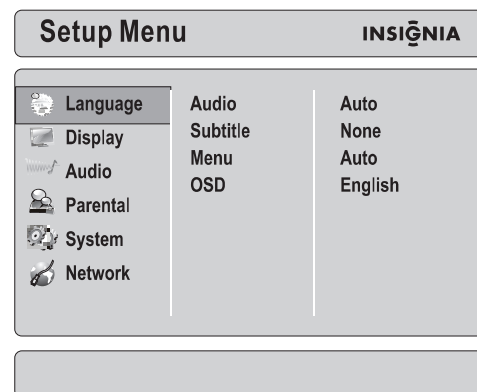 Setup Menu
INSIGNIA
Language
Display
Audio
Parental
System
Network
Audio Auto
Subtitle None
Menu Auto
OSD English